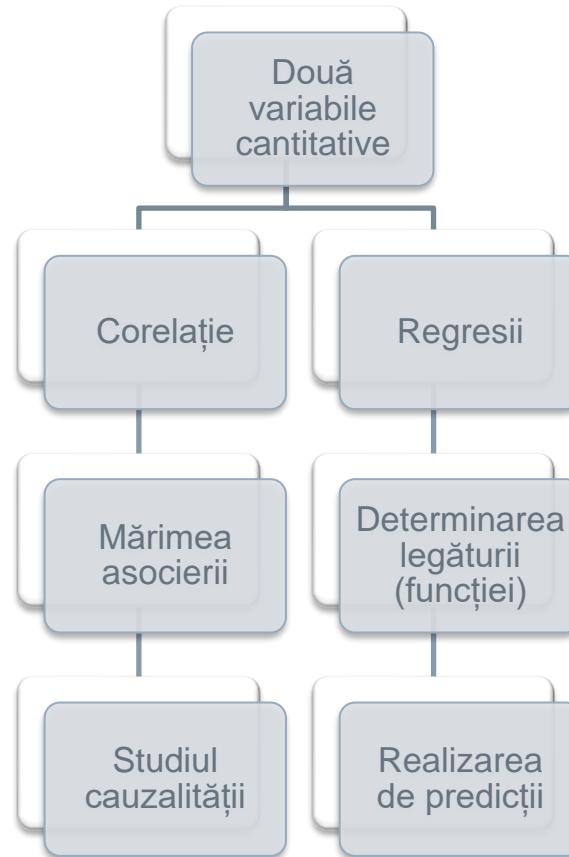 Două
variabile
cantitative
Corelație
Regresii
Mărimea
asocierii
Determinarea
legăturii
(funcției)
Studiul
cauzalității
Realizarea
de predicții